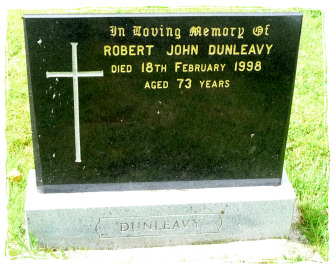 In Loving Memory Of
ROBERT JOHN DUNLEAVY
DIED 18TH FEBRUARY 1998
AGED 73 YEARS
DUNLEAVY